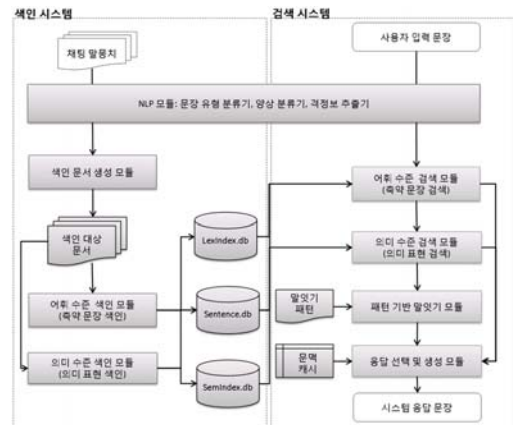 색인 시스템
검색 시스템
채팅 말뭉치
사용자 입력 문장
NLP 모듈: 문장 유형 분류기, 양상 분류기, 격정보 추출기
색인 문서 생성 모듈
색인 대상
문서
어휘 수준 색인 모듈
(축약 문장 색인)
의미 수준 색인 모듈
(의미 표현 색인)
LexIndex.db
Sentence.db
SemIndex.db
어휘 수준 검색 모듈
(축약 문장 검색)
의미 수준 검색 모듈
(의미 표현 검색)
말잇기
패턴
패턴 기반 말잇기 모듈
문맥
캐시
응답 선택 및 생성 모듈
시스템 응답 문장